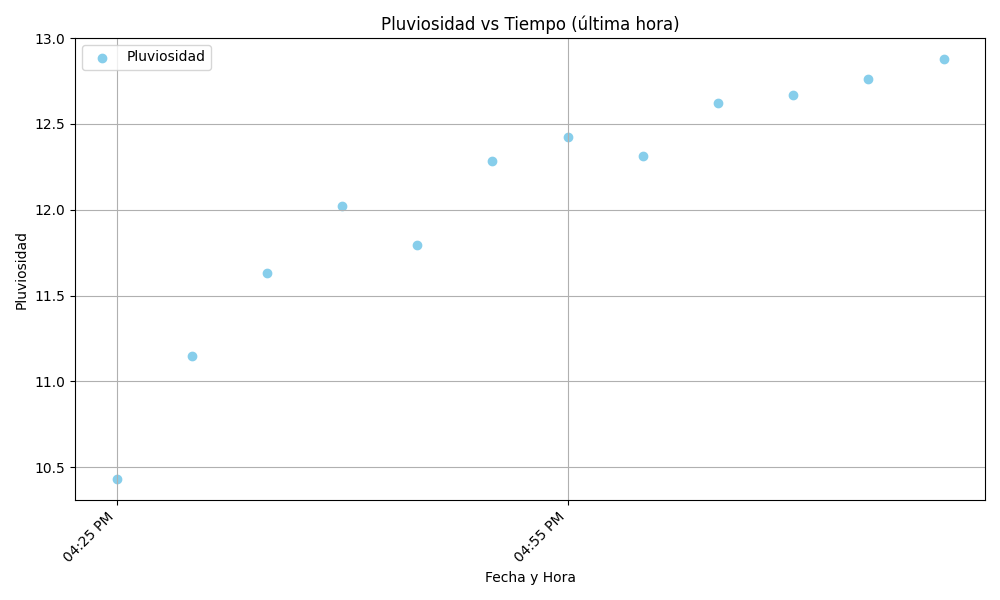 Pluviosidad vs Tiempo (última hora)
Pluviosidad
13.0
12.5
12.0
11.5
11.0
10.5
Pluviosidad
04:25 PM
04:55 PM
Fecha y Hora